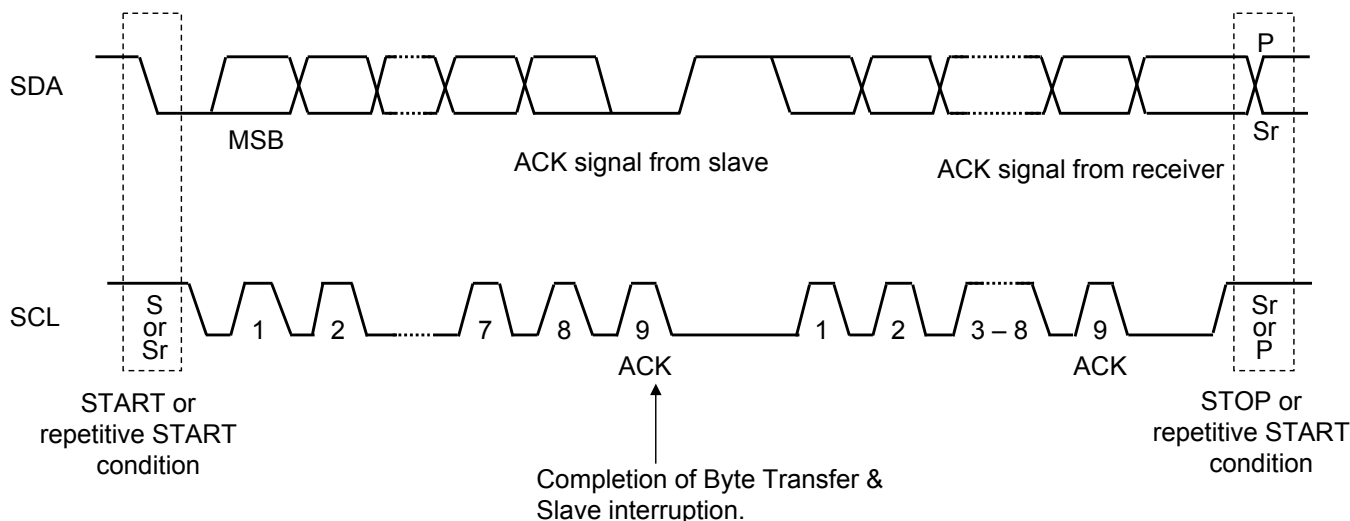 P
SDA
MSB
Sr
ACK signal from slave
ACK signal from receiver
SCL
S
or
Sr
1
2
7
8
9
1
2
3 – 8
9
Sr
or
P
ACK
ACK
START or
repetitive START
condition
STOP or
repetitive START
condition
Completion of Byte Transfer &
Slave interruption.